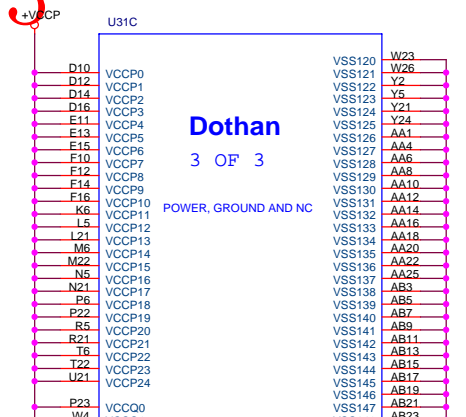 +VCCP
U31C
Dothan
3 OF 3
POWER, GROUND AND NC
D10 VCCP0
D12 VCCP1
D14 VCCP2
D16 VCCP3
E11 VCCP4
E13 VCCP5
E15 VCCP6
F10 VCCP7
F12 VCCP8
F14 VCCP9
F16 VCCP10
K6 VCCP11
L5 VCCP12
L21 VCCP13
M6 VCCP14
M22 VCCP15
N5 VCCP16
N21 VCCP17
P6 VCCP18
P22 VCCP19
R5 VCCP20
R21 VCCP21
T6 VCCP22
T22 VCCP23
U21 VCCP24
P23 VCCQ0
W4
VSS120 W23
VSS121 W26
VSS122 Y2
VSS123 Y5
VSS124 Y21
VSS125 Y24
VSS126 AA1
VSS127 AA4
VSS128 AA6
VSS129 AA8
VSS130 AA10
VSS131 AA12
VSS132 AA14
VSS133 AA16
VSS134 AA18
VSS135 AA20
VSS136 AA22
VSS137 AA25
VSS138 AB3
VSS139 AB5
VSS140 AB7
VSS141 AB9
VSS142 AB11
VSS143 AB13
VSS144 AB15
VSS145 AB17
VSS146 AB19
VSS147 AB21
AB23